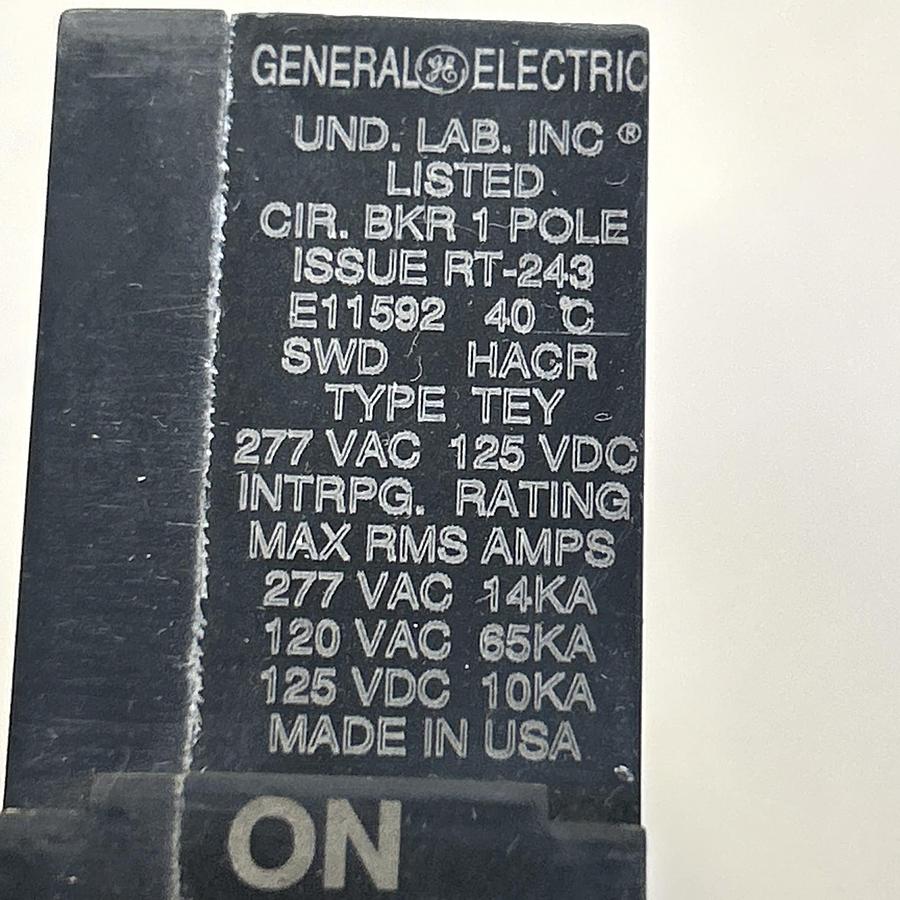 GENERAL GE ELECTRIC
UND. LAB. INC ®
LISTED
CIR. BKR 1 POLE
ISSUE RT-243
E11592 40 °C
SWD HACR
TYPE TEY
277 VAC 125 VDC
INTRPG. RATING
MAX RMS AMPS
277 VAC 14KA
120 VAC 65KA
125 VDC 10KA
MADE IN USA
ON